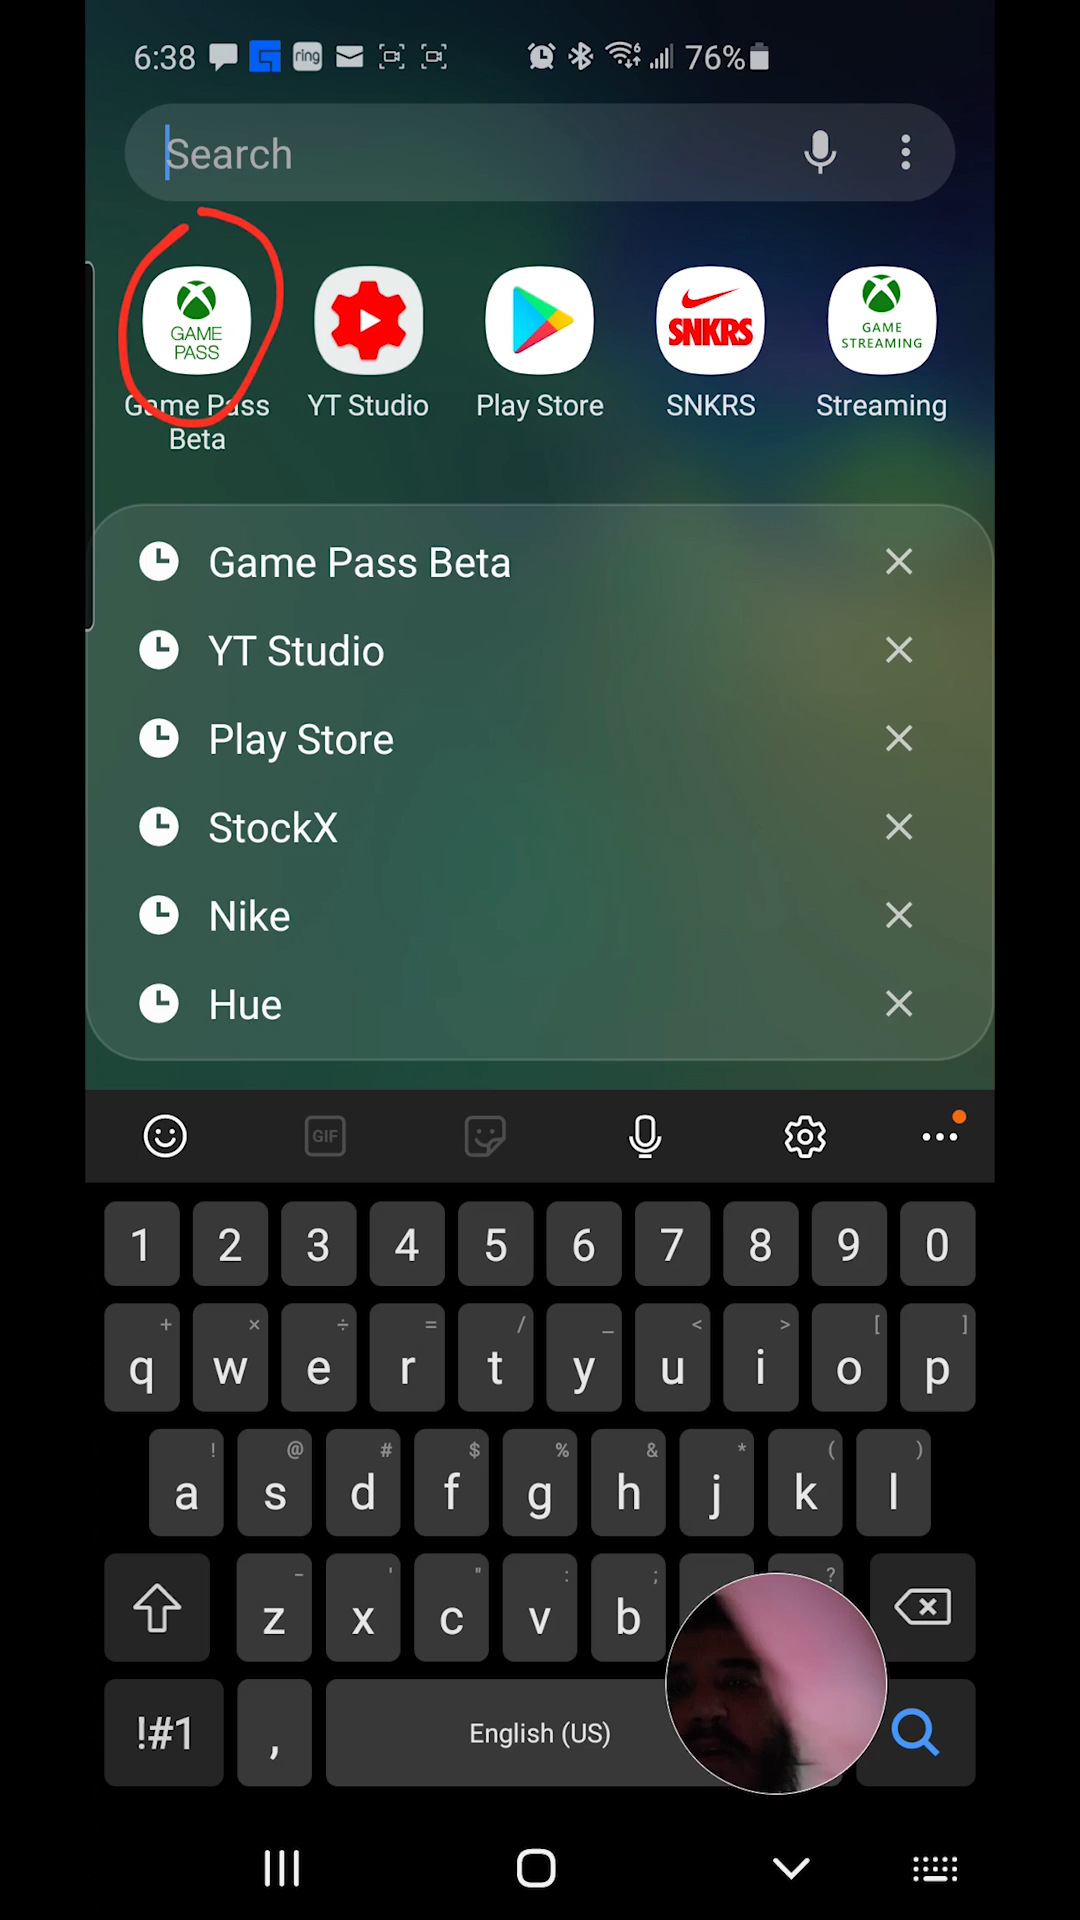 6:38 ring 76%
Search
GAME PASS
SNKRS
GAME STREAMING
Game Pass Beta
YT Studio
Play Store
SNKRS
Streaming
Game Pass Beta
YT Studio
Play Store
StockX
Nike
Hue
GIF
1 2 3 4 5 6 7 8 9 0
+ × ÷ = / _ < > [ ]
q w e r t y u i o p
! @ # $ % & * ( )
a s d f g h j k l
- ' " : ; ?
z x c v b
!#1 , English (US)